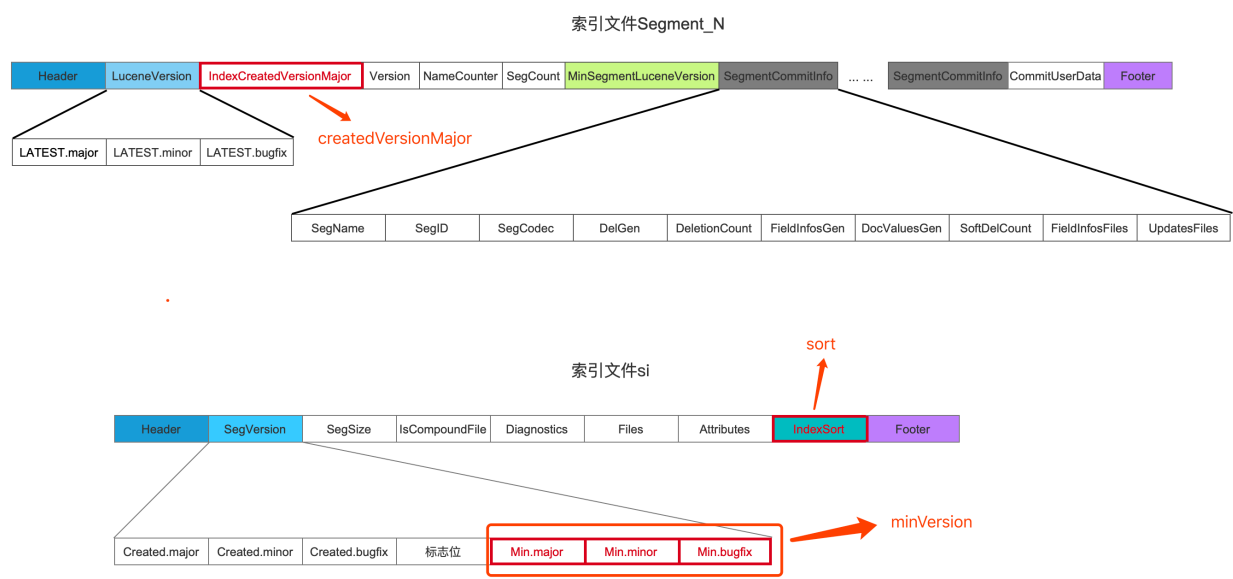 索引文件Segment_N
Header LuceneVersion IndexCreatedVersionMajor Version NameCounter SegCount MinSegmentLuceneVersion SegmentCommitInfo ... ... SegmentCommitInfo CommitUserData Footer
createdVersionMajor
LATEST.major LATEST.minor LATEST.bugfix
SegName SegID SegCodec DelGen DeletionCount FieldInfosGen DocValuesGen SoftDelCount FieldInfosFiles UpdatesFiles
sort
索引文件si
Header SegVersion SegSize IsCompoundFile Diagnostics Files Attributes IndexSort Footer
minVersion
Created.major Created.minor Created.bugfix 标志位 Min.major Min.minor Min.bugfix